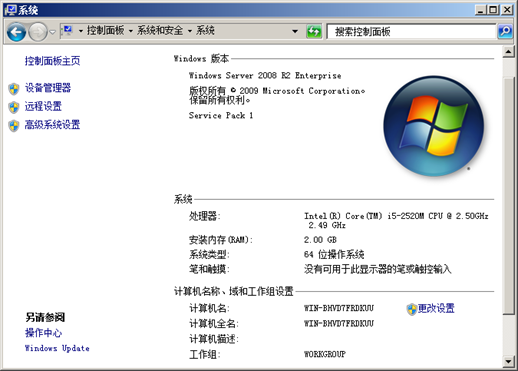 系统
控制面板 系统和安全 系统
搜索控制面板
控制面板主页
设备管理器
远程设置
高级系统设置
另请参阅
操作中心
Windows Update
Windows 版本
Windows Server 2008 R2 Enterprise
版权所有 © 2009 Microsoft Corporation。
保留所有权利。
Service Pack 1
系统
处理器: Intel(R) Core(TM) i5-2520M CPU @ 2.50GHz
2.49 GHz
安装内存(RAM): 2.00 GB
系统类型: 64 位操作系统
笔和触摸: 没有可用于此显示器的笔或触控输入
计算机名称、域和工作组设置
计算机名: WIN-BHVD7FRDKUU 更改设置
计算机全名: WIN-BHVD7FRDKUU
计算机描述:
工作组: WORKGROUP